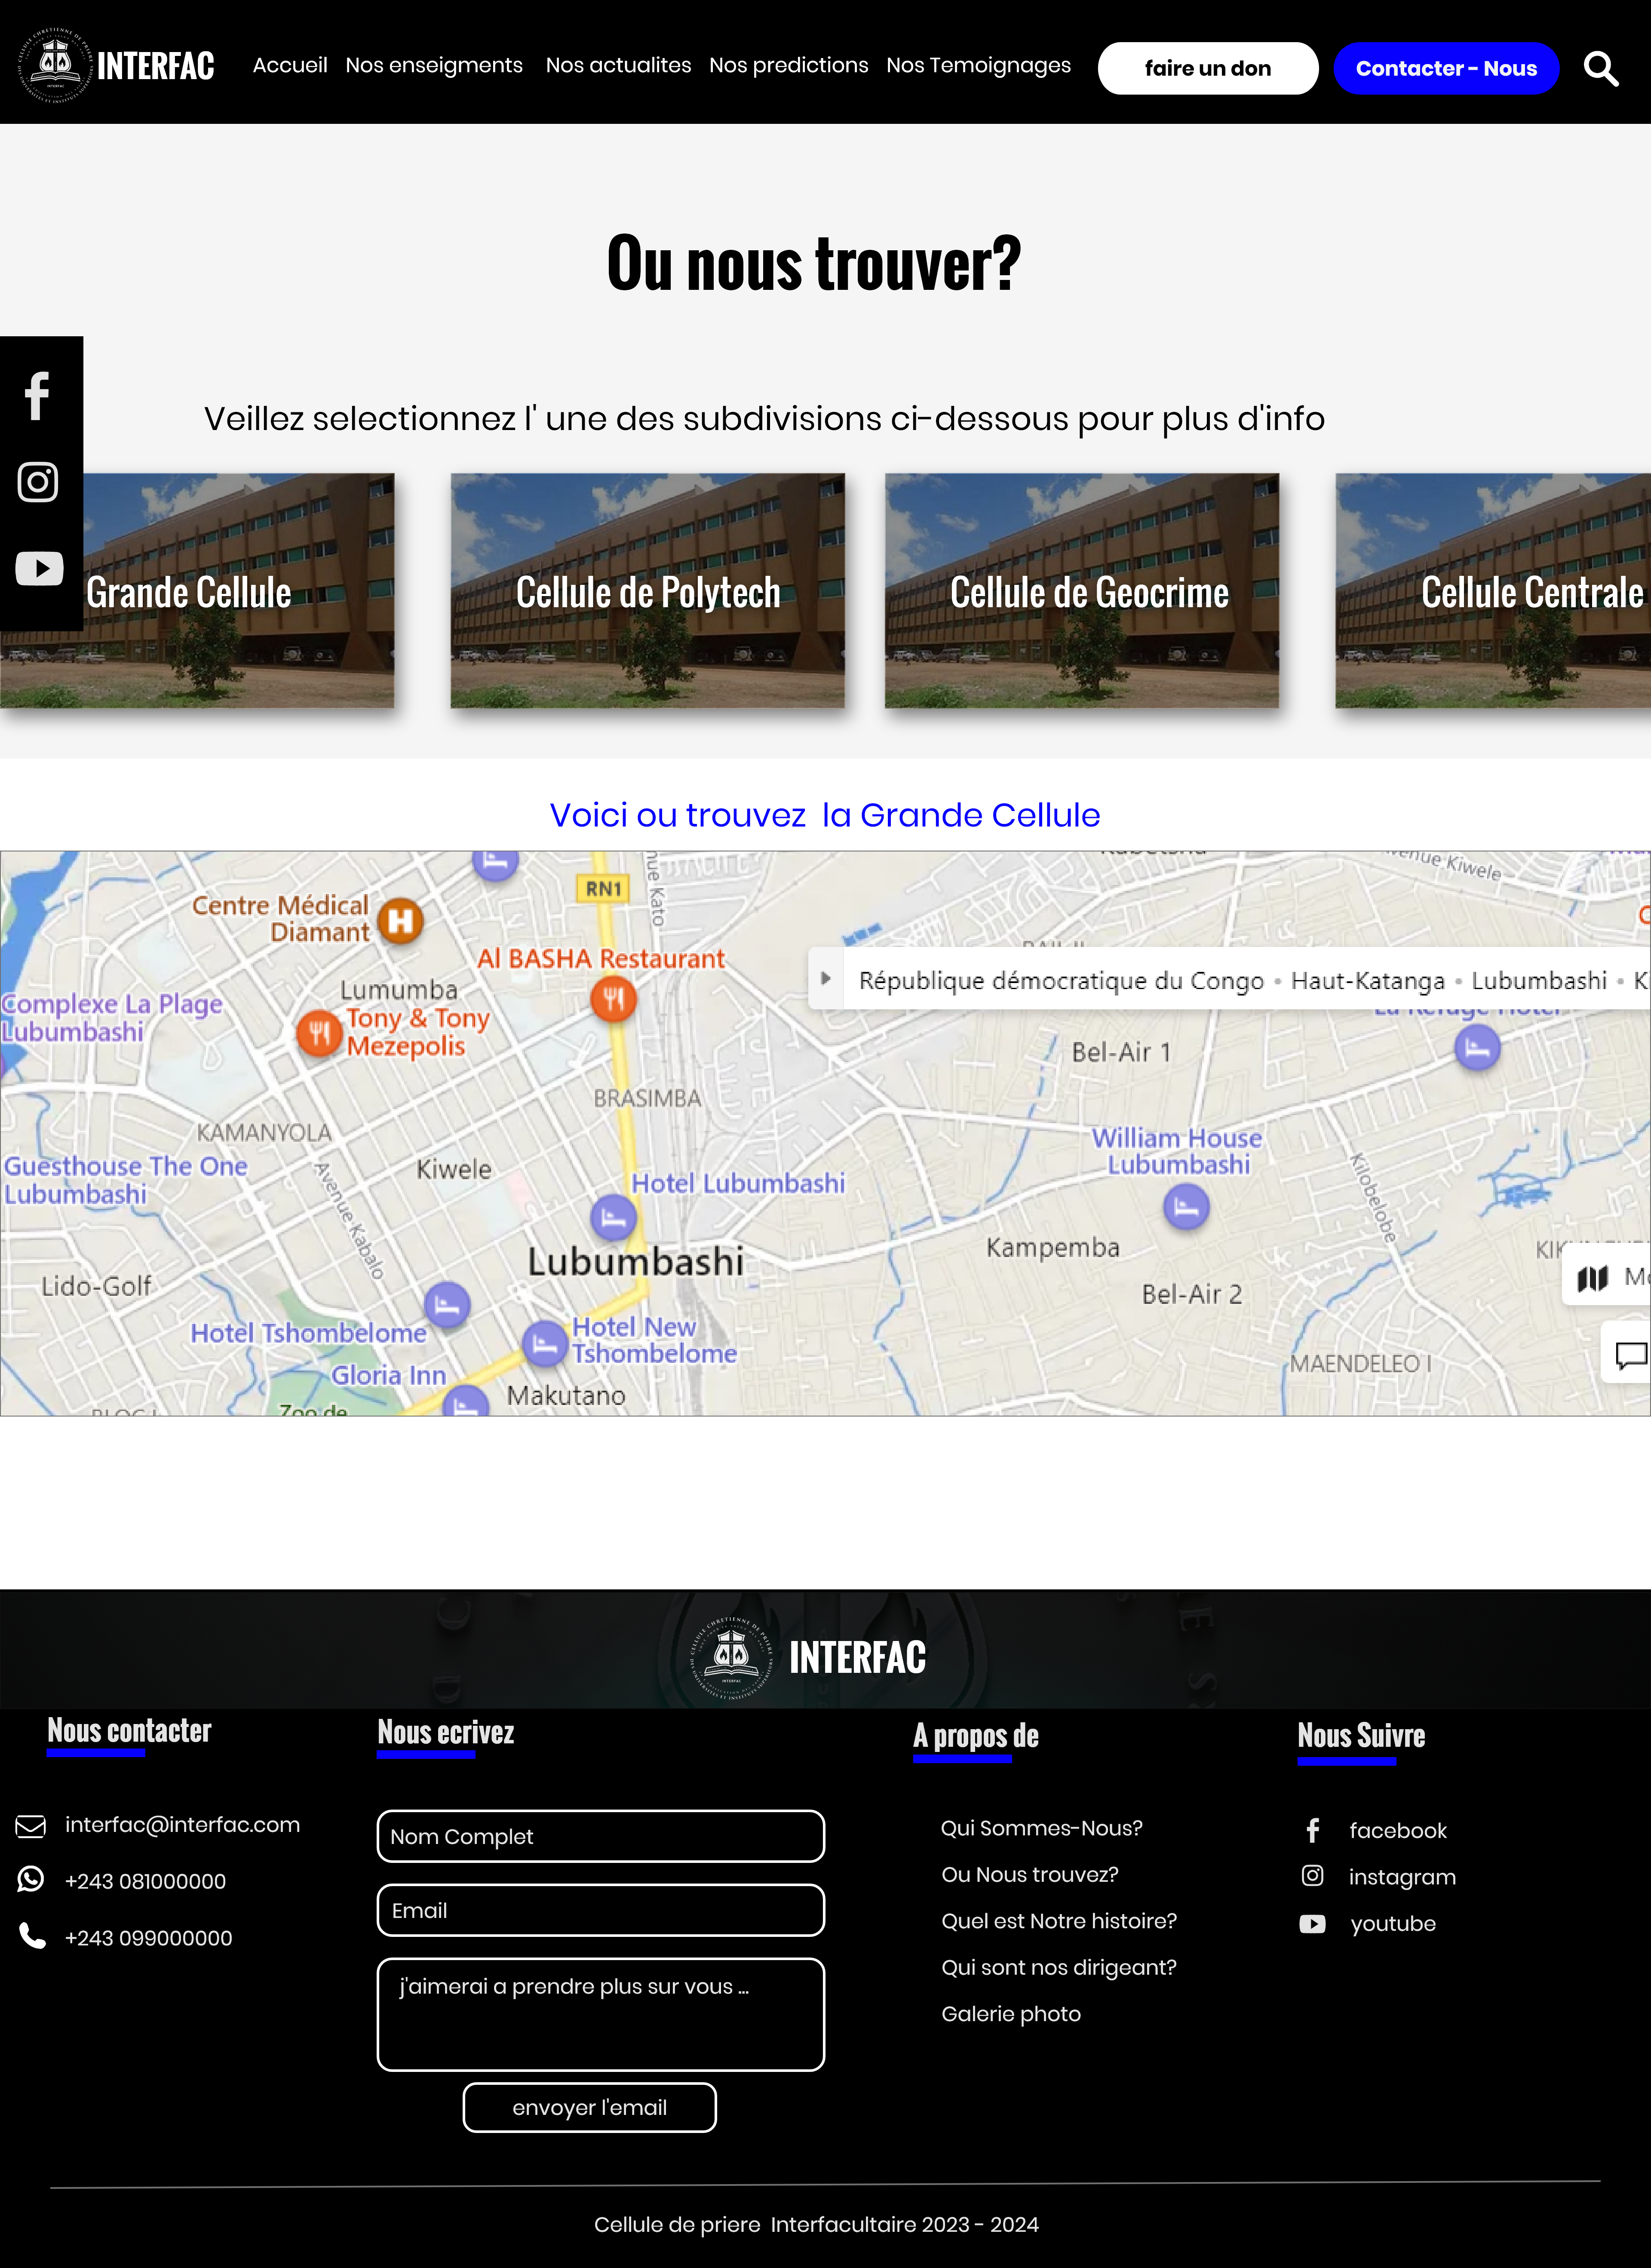 INTERFAC
Accueil
Nos enseigments
Nos actualites
Nos predictions
Nos Temoignages
faire un don
Contacter - Nous
Ou nous trouver?
Veillez selectionnez l' une des subdivisions ci-dessous pour plus d'info
Grande Cellule
Cellule de Polytech
Cellule de Geocrime
Cellule Centrale
Voici ou trouvez la Grande Cellule
RN1
Centre Médical
Diamant
Al BASHA Restaurant
Lumumba
Complexe La Plage
Lubumbashi
Tony & Tony
Mezepolis
République démocratique du Congo • Haut-Katanga • Lubumbashi • K
Bel-Air 1
BRASIMBA
KAMANYOLA
William House
Lubumbashi
Guesthouse The One
Lubumbashi
Kiwele
Avenue Kabalo
Hotel Lubumbashi
Kilobelobe
Lubumbashi
Kampemba
Lido-Golf
Bel-Air 2
Hotel Tshombelome
Hotel New
Tshombelome
Gloria Inn
MAENDELEO I
Makutano
Zoo de
INTERFAC
Nous contacter
interfac@interfac.com
+243 081000000
+243 099000000
Nous ecrivez
Nom Complet
Email
j'aimerai a prendre plus sur vous ...
envoyer l'email
A propos de
Qui Sommes-Nous?
Ou Nous trouvez?
Quel est Notre histoire?
Qui sont nos dirigeant?
Galerie photo
Nous Suivre
facebook
instagram
youtube
Cellule de priere Interfacultaire 2023 - 2024